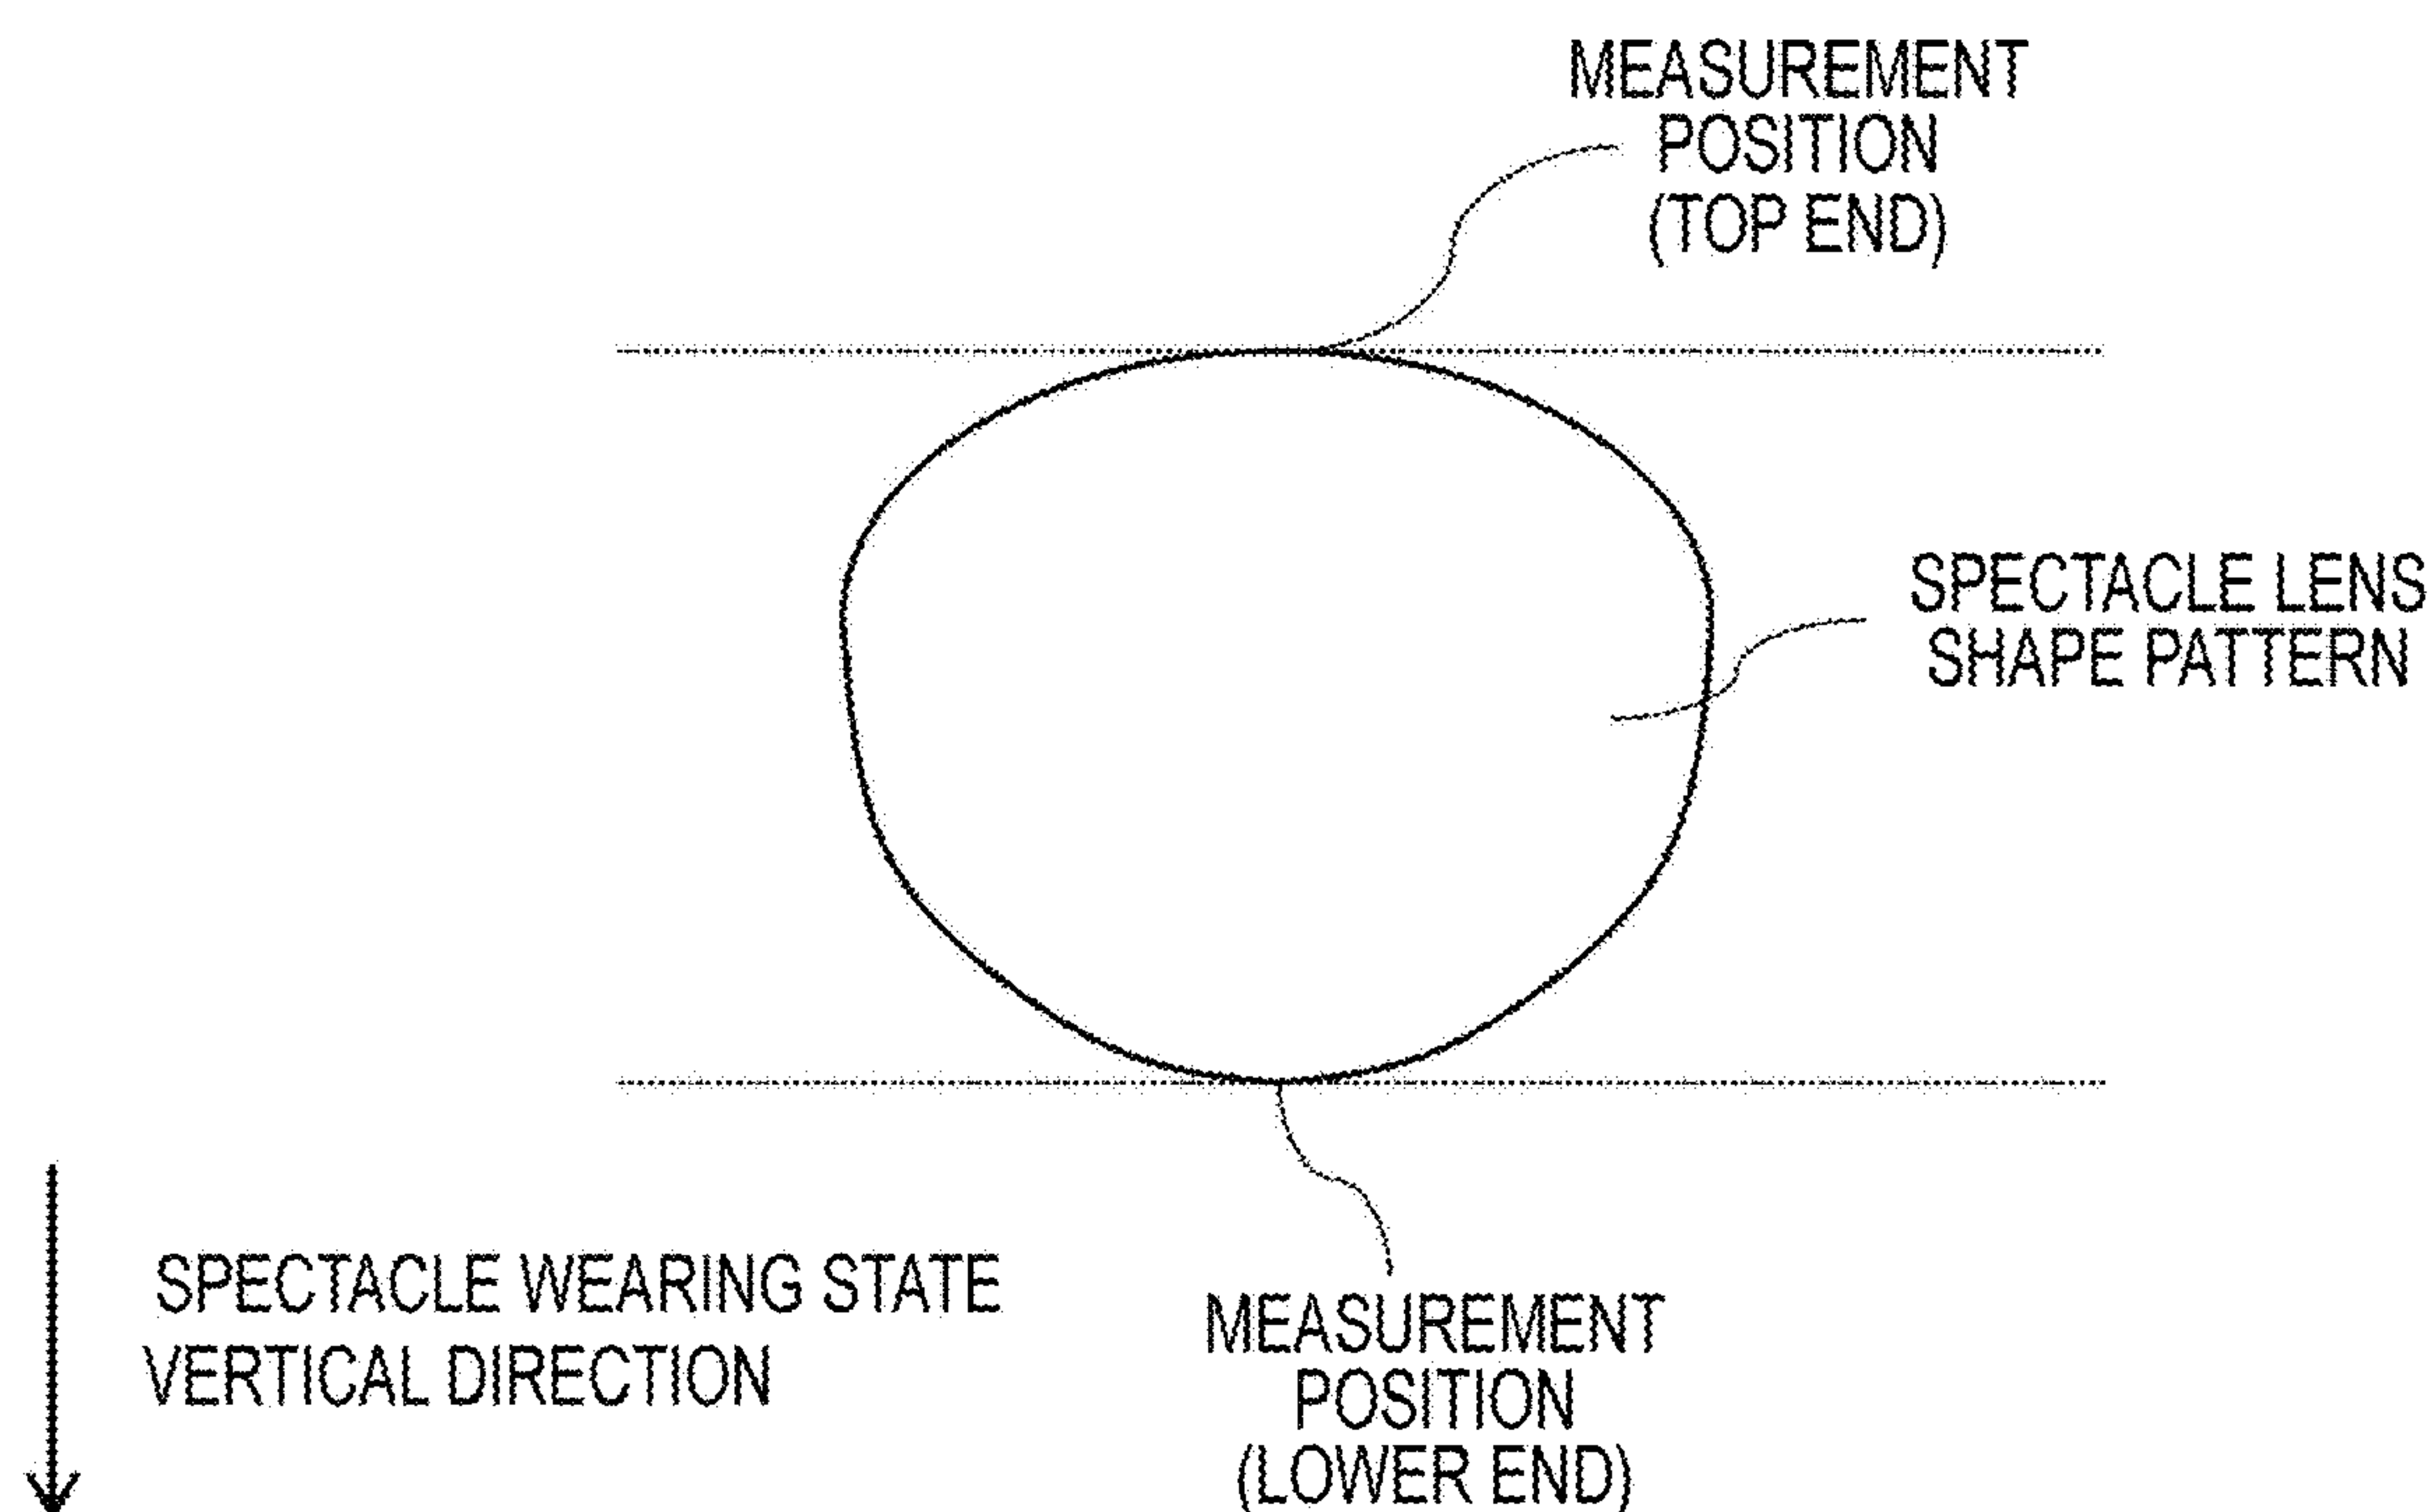 MEASUREMENT
POSITION
(TOP END)
SPECTACLE LENS
SHAPE PATTERN
SPECTACLE WEARING STATE
VERTICAL DIRECTION
MEASUREMENT
POSITION
(LOWER END)